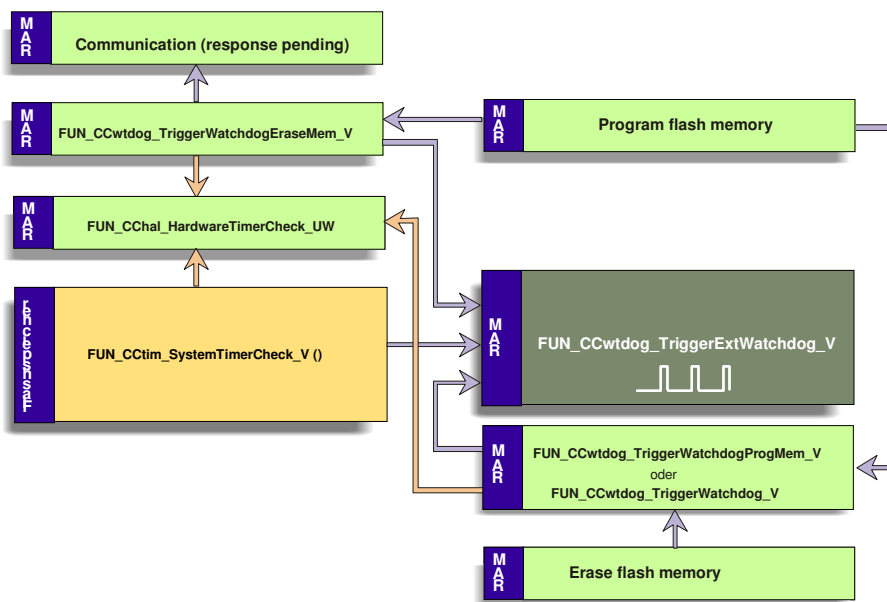 MAR
Communication (response pending)
MAR
FUN_CCwtdog_TriggerWatchdogEraseMem_V
MAR
Program flash memory
MAR
FUN_CChal_HardwareTimerCheck_UW
FUN_CCtim_SystemTimerCheck_V ()
MAR
FUN_CCwtdog_TriggerExtWatchdog_V
MAR
FUN_CCwtdog_TriggerWatchdogProgMem_V
oder
FUN_CCwtdog_TriggerWatchdog_V
MAR
Erase flash memory